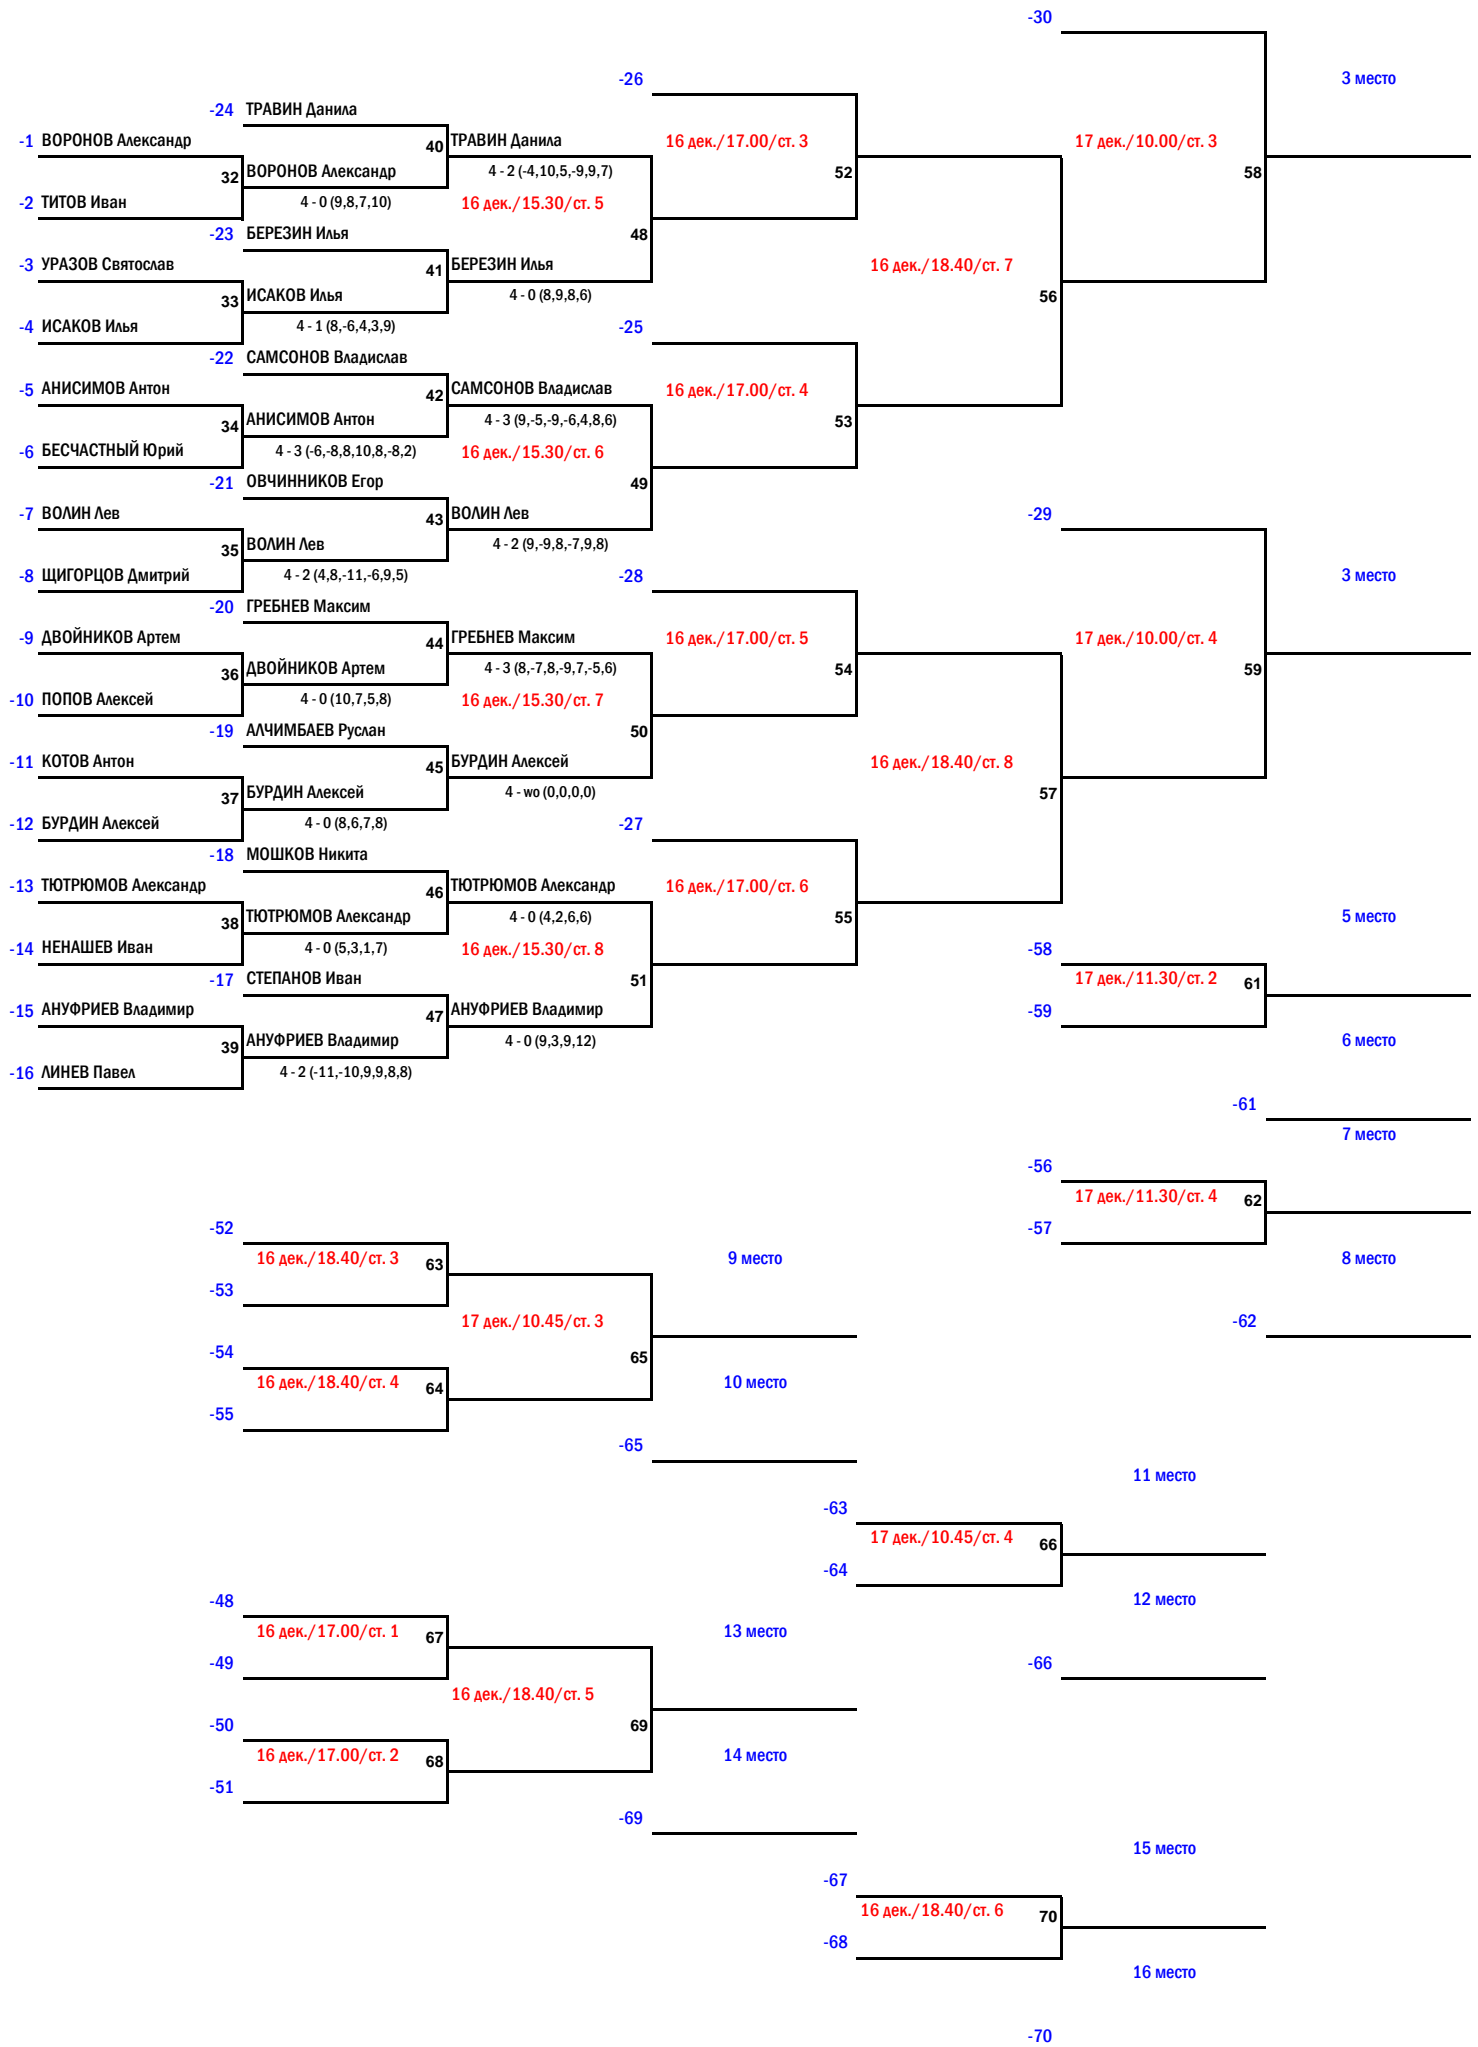 -30
-26
3 место
-24 ТРАВИН Данила
-1 ВОРОНОВ Александр
40 ТРАВИН Данила
16 дек./17.00/ст. 3
17 дек./10.00/ст. 3
32 ВОРОНОВ Александр
4 - 2 (-4,10,5,-9,9,7)
52
58
-2 ТИТОВ Иван
4 - 0 (9,8,7,10)
16 дек./15.30/ст. 5
-23 БЕРЕЗИН Илья
48
-3 УРАЗОВ Святослав
41 БЕРЕЗИН Илья
16 дек./18.40/ст. 7
33 ИСАКОВ Илья
4 - 0 (8,9,8,6)
56
-4 ИСАКОВ Илья
4 - 1 (8,-6,4,3,9)
-25
-22 САМСОНОВ Владислав
-5 АНИСИМОВ Антон
42 САМСОНОВ Владислав
16 дек./17.00/ст. 4
34 АНИСИМОВ Антон
4 - 3 (9,-5,-9,-6,4,8,6)
53
-6 БЕСЧАСТНЫЙ Юрий
4 - 3 (-6,-8,8,10,8,-8,2)
16 дек./15.30/ст. 6
-21 ОВЧИННИКОВ Егор
49
-7 ВОЛИН Лев
43 ВОЛИН Лев
-29
35 ВОЛИН Лев
4 - 2 (9,-9,8,-7,9,8)
-8 ЩИГОРЦОВ Дмитрий
4 - 2 (4,8,-11,-6,9,5)
-28
3 место
-20 ГРЕБНЕВ Максим
-9 ДВОЙНИКОВ Артем
44 ГРЕБНЕВ Максим
16 дек./17.00/ст. 5
17 дек./10.00/ст. 4
36 ДВОЙНИКОВ Артем
4 - 3 (8,-7,8,-9,7,-5,6)
54
59
-10 ПОПОВ Алексей
4 - 0 (10,7,5,8)
16 дек./15.30/ст. 7
-19 АЛЧИМБАЕВ Руслан
50
-11 КОТОВ Антон
45 БУРДИН Алексей
16 дек./18.40/ст. 8
37 БУРДИН Алексей
4 - wo (0,0,0,0)
57
-12 БУРДИН Алексей
4 - 0 (8,6,7,8)
-27
-18 МОШКОВ Никита
-13 ТЮТРЮМОВ Александр
46 ТЮТРЮМОВ Александр
16 дек./17.00/ст. 6
38 ТЮТРЮМОВ Александр
4 - 0 (4,2,6,6)
55
5 место
-14 НЕНАШЕВ Иван
4 - 0 (5,3,1,7)
16 дек./15.30/ст. 8
-58
-17 СТЕПАНОВ Иван
51
17 дек./11.30/ст. 2
61
-15 АНУФРИЕВ Владимир
47 АНУФРИЕВ Владимир
-59
39 АНУФРИЕВ Владимир
4 - 0 (9,3,9,12)
6 место
-16 ЛИНЕВ Павел
4 - 2 (-11,-10,9,9,8,8)
-61
7 место
-56
17 дек./11.30/ст. 4
62
-52
-57
16 дек./18.40/ст. 3
63
9 место
8 место
-53
17 дек./10.45/ст. 3
-62
-54
65
16 дек./18.40/ст. 4
64
10 место
-55
-65
11 место
-63
17 дек./10.45/ст. 4
66
-64
-48
12 место
16 дек./17.00/ст. 1
67
13 место
-49
-66
16 дек./18.40/ст. 5
-50
69
16 дек./17.00/ст. 2
68
14 место
-51
-69
15 место
-67
16 дек./18.40/ст. 6
70
-68
16 место
-70